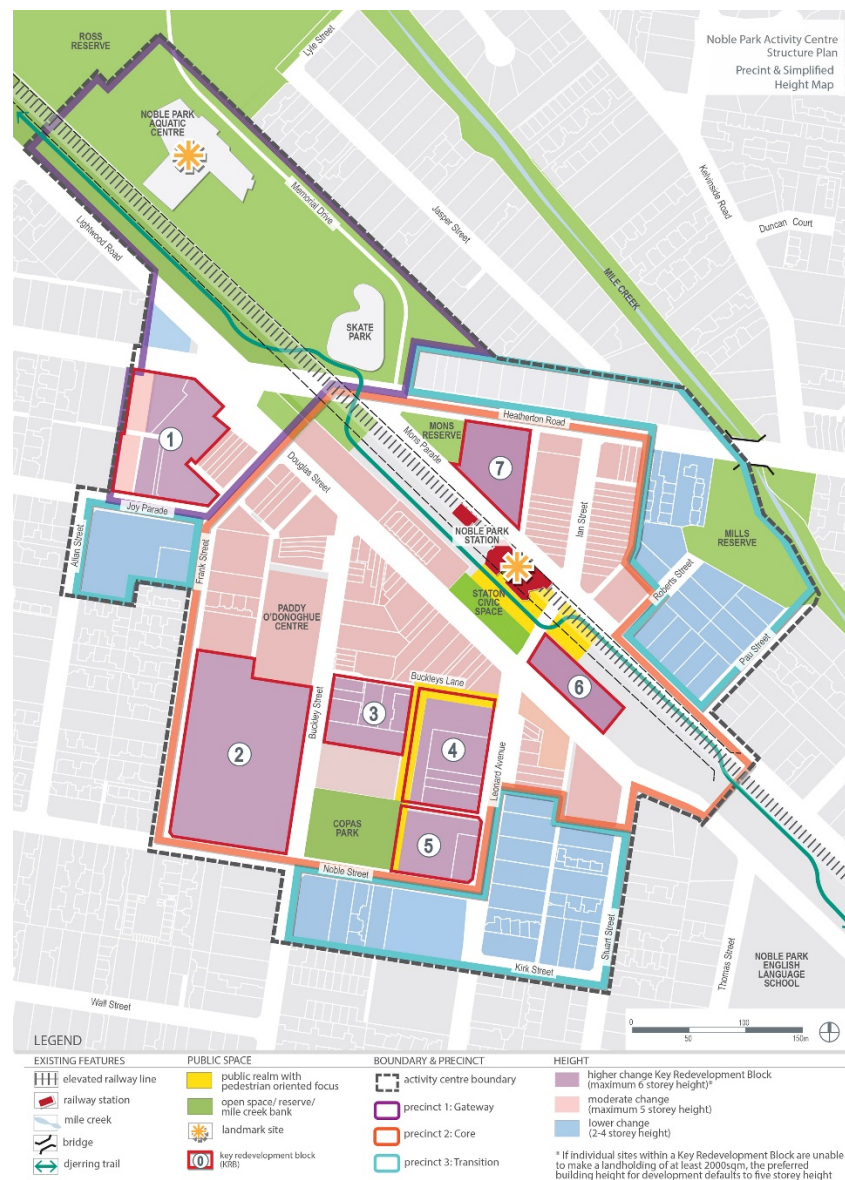 Noble Park Activity Centre
Structure Plan
Precint & Simplified
Height Map
ROSS
RESERVE
Lyle Street
NOBLE PARK
AQUATIC
CENTRE
Memorial Drive
Jasper Street
Kelvinside Road
Duncan Court
Lightwood Road
MILE CREEK
SKATE
PARK
Heatherton Road
MONS
RESERVE
Mons Parade
1
7
Douglas Street
Ian Street
Joy Parade
Allan Street
Frank Street
NOBLE PARK
STATION
MILLS
RESERVE
Roberts Street
STATON
CIVIC
SPACE
PADDY
O'DONOGHUE
CENTRE
Pau Street
Buckleys Lane
6
Buckley Street
3
2
4
Leonard Avenue
COPAS
PARK
5
Noble Street
Stuart Street
Kirk Street
Thomas Street
NOBLE PARK
ENGLISH
LANGUAGE
SCHOOL
Wall Street
0 100
50 150m
LEGEND
EXISTING FEATURES
elevated railway line
railway station
mile creek
bridge
djerring trail
PUBLIC SPACE
public realm with
pedestrian oriented focus
open space/ reserve/
mile creek bank
landmark site
0
key redevelopment block
(KRB)
BOUNDARY & PRECINCT
activity centre boundary
precinct 1: Gateway
precinct 2: Core
precinct 3: Transition
HEIGHT
higher change Key Redevelopment Block
(maximum 6 storey height)*
moderate change
(maximum 5 storey height)
lower change
(2-4 storey height)
* If individual sites within a Key Redevelopment Block are unable
to make a landholding of at least 2000sqm, the preferred
building height for development defaults to five storey height